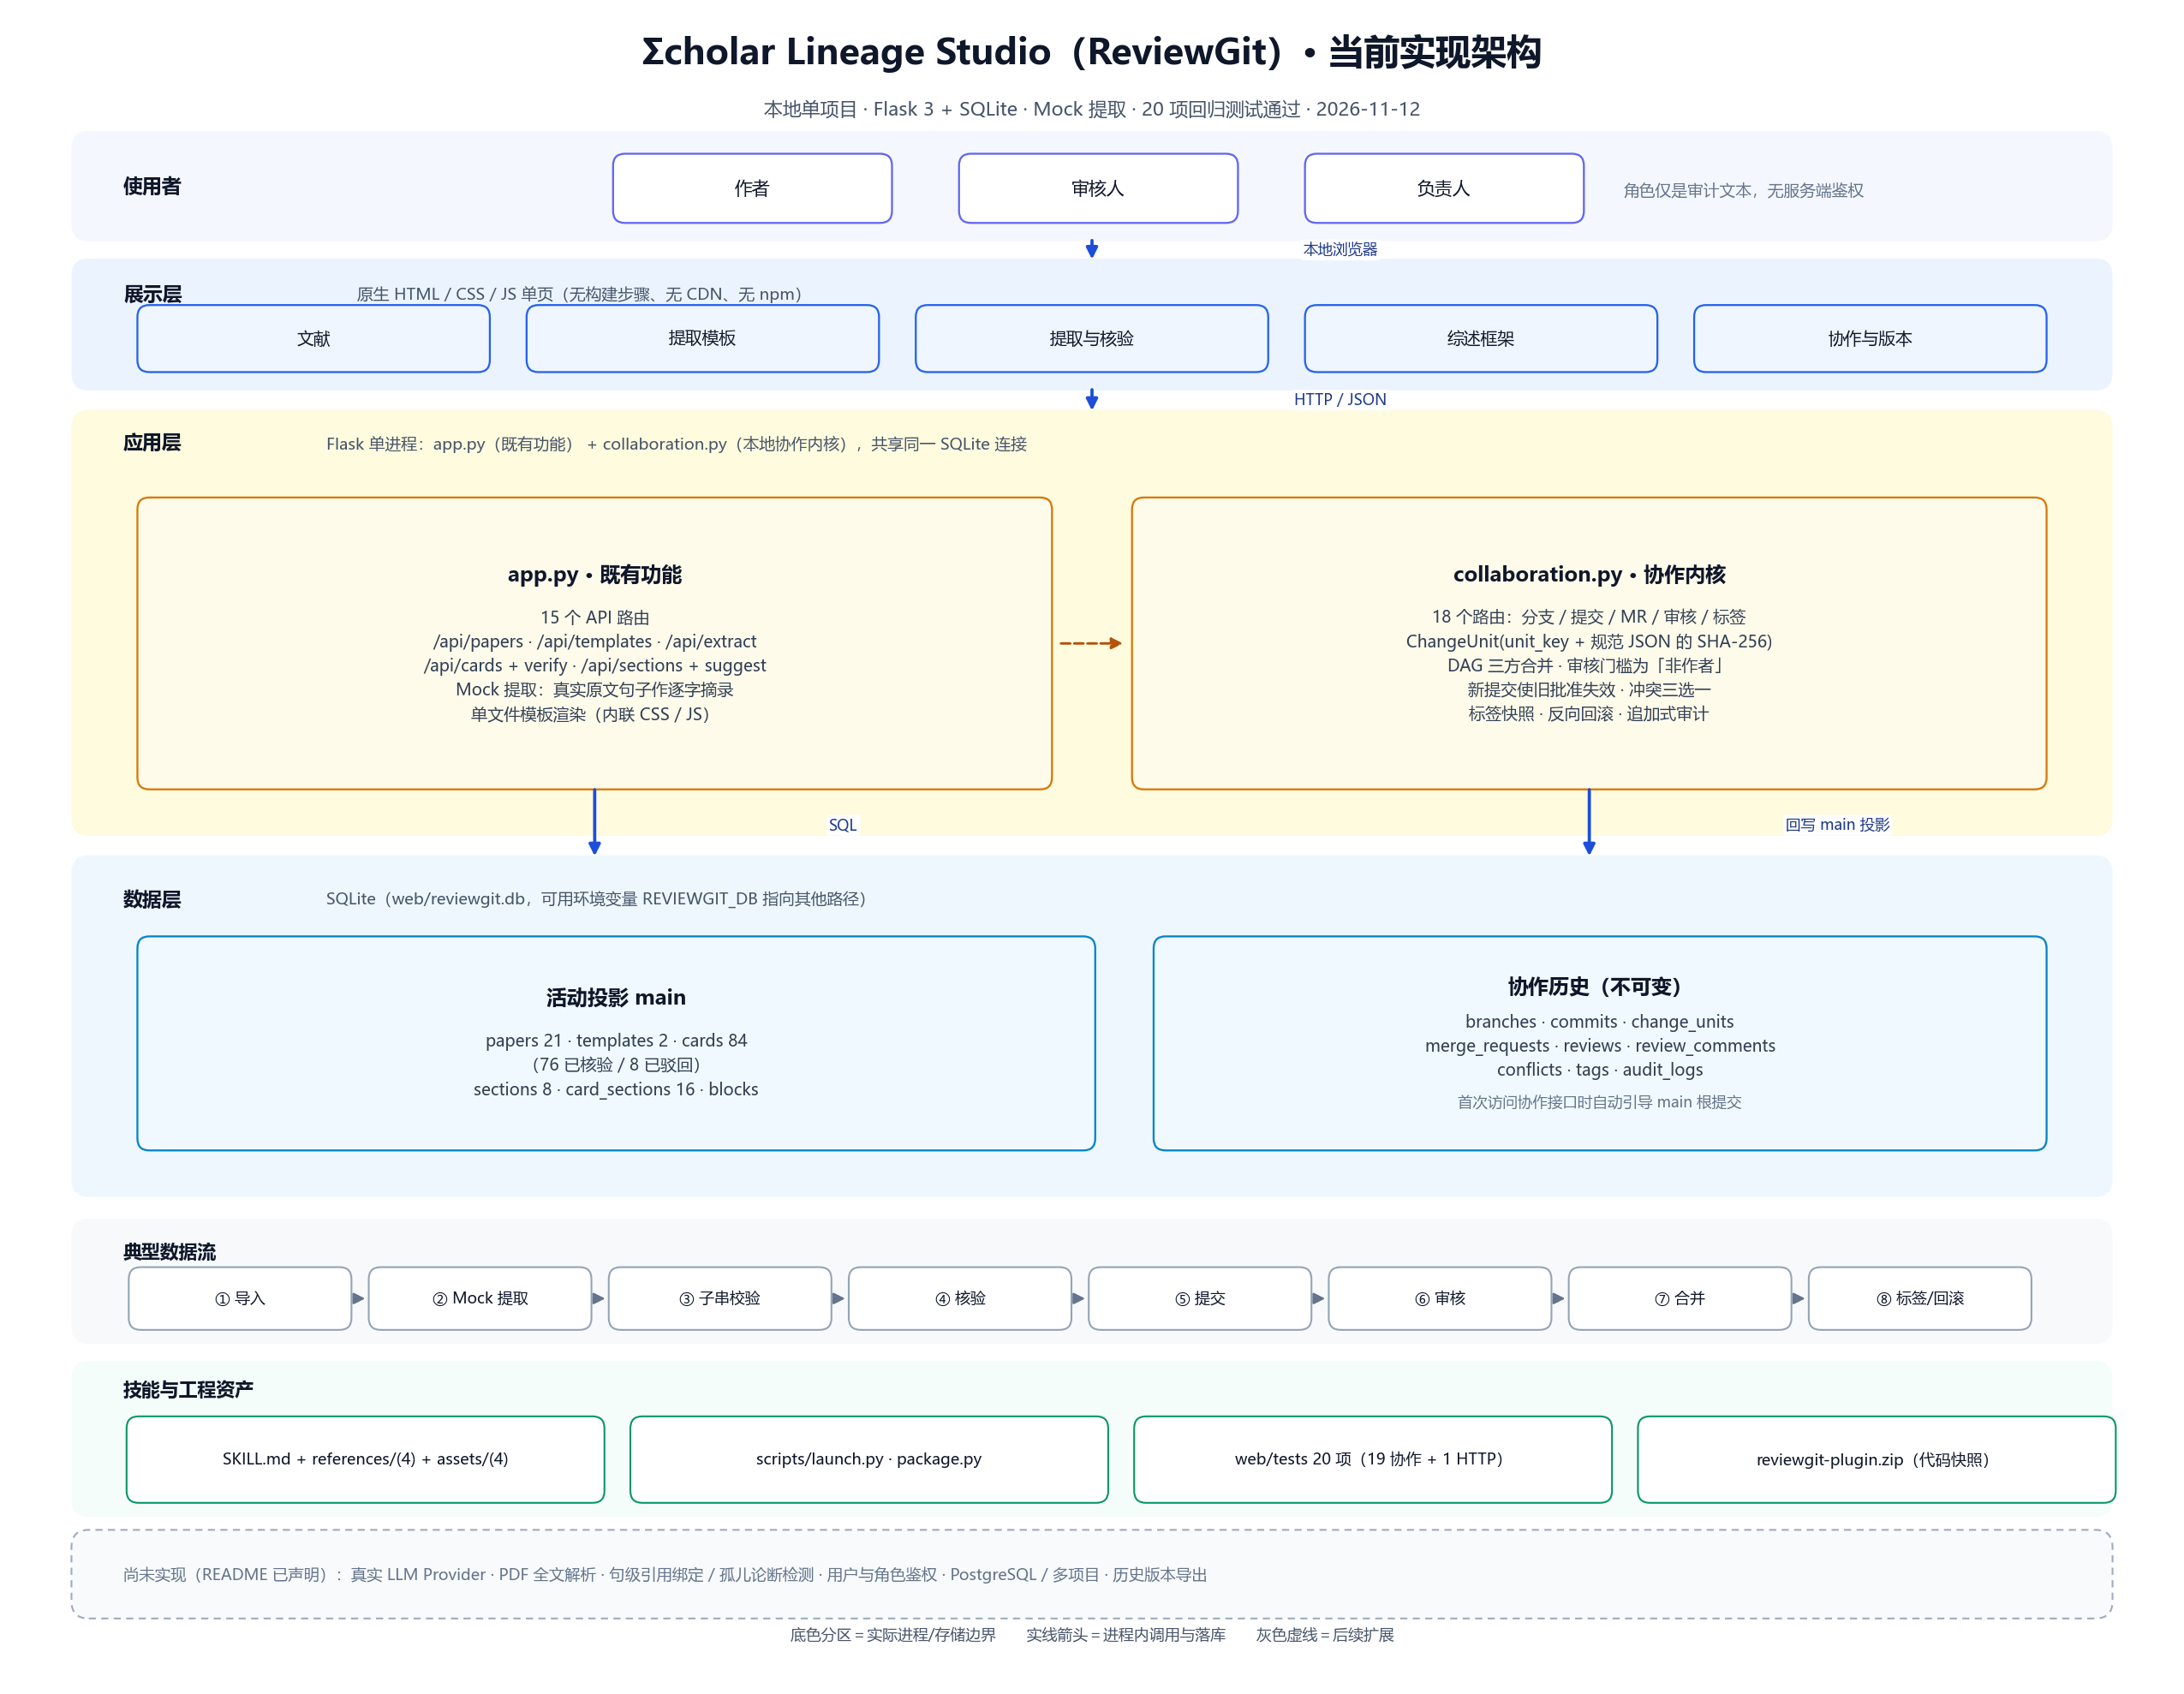 Σcholar Lineage Studio（ReviewGit）• 当前实现架构
本地单项目 · Flask 3 + SQLite · Mock 提取 · 20 项回归测试通过 · 2026-11-12
使用者
作者
审核人
负责人
角色仅是审计文本，无服务端鉴权
本地浏览器
展示层
原生 HTML / CSS / JS 单页（无构建步骤、无 CDN、无 npm）
文献
提取模板
提取与核验
综述框架
协作与版本
HTTP / JSON
应用层
Flask 单进程：app.py（既有功能） + collaboration.py（本地协作内核），共享同一 SQLite 连接
app.py • 既有功能
15 个 API 路由
/api/papers · /api/templates · /api/extract
/api/cards + verify · /api/sections + suggest
Mock 提取：真实原文句子作逐字摘录
单文件模板渲染（内联 CSS / JS）
collaboration.py • 协作内核
18 个路由：分支 / 提交 / MR / 审核 / 标签
ChangeUnit(unit_key + 规范 JSON 的 SHA-256)
DAG 三方合并 · 审核门槛为「非作者」
新提交使旧批准失效 · 冲突三选一
标签快照 · 反向回滚 · 追加式审计
SQL
回写 main 投影
数据层
SQLite（web/reviewgit.db，可用环境变量 REVIEWGIT_DB 指向其他路径）
活动投影 main
papers 21 · templates 2 · cards 84
（76 已核验 / 8 已驳回）
sections 8 · card_sections 16 · blocks
协作历史（不可变）
branches · commits · change_units
merge_requests · reviews · review_comments
conflicts · tags · audit_logs
首次访问协作接口时自动引导 main 根提交
典型数据流
① 导入
② Mock 提取
③ 子串校验
④ 核验
⑤ 提交
⑥ 审核
⑦ 合并
⑧ 标签/回滚
技能与工程资产
SKILL.md + references/(4) + assets/(4)
scripts/launch.py · package.py
web/tests 20 项（19 协作 + 1 HTTP）
reviewgit-plugin.zip（代码快照）
尚未实现（README 已声明）：真实 LLM Provider · PDF 全文解析 · 句级引用绑定 / 孤儿论断检测 · 用户与角色鉴权 · PostgreSQL / 多项目 · 历史版本导出
底色分区＝实际进程/存储边界　　实线箭头＝进程内调用与落库　　灰色虚线＝后续扩展